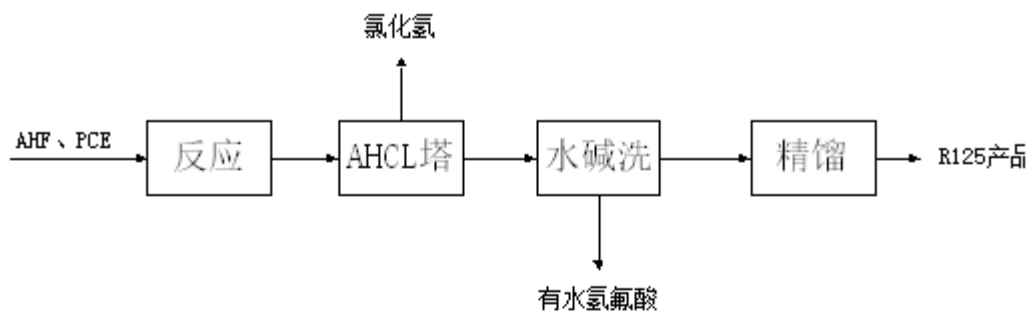 氯化氢
AHF、PCE
反应
AHCL塔
水碱洗
精馏
R125产品
有水氢氟酸